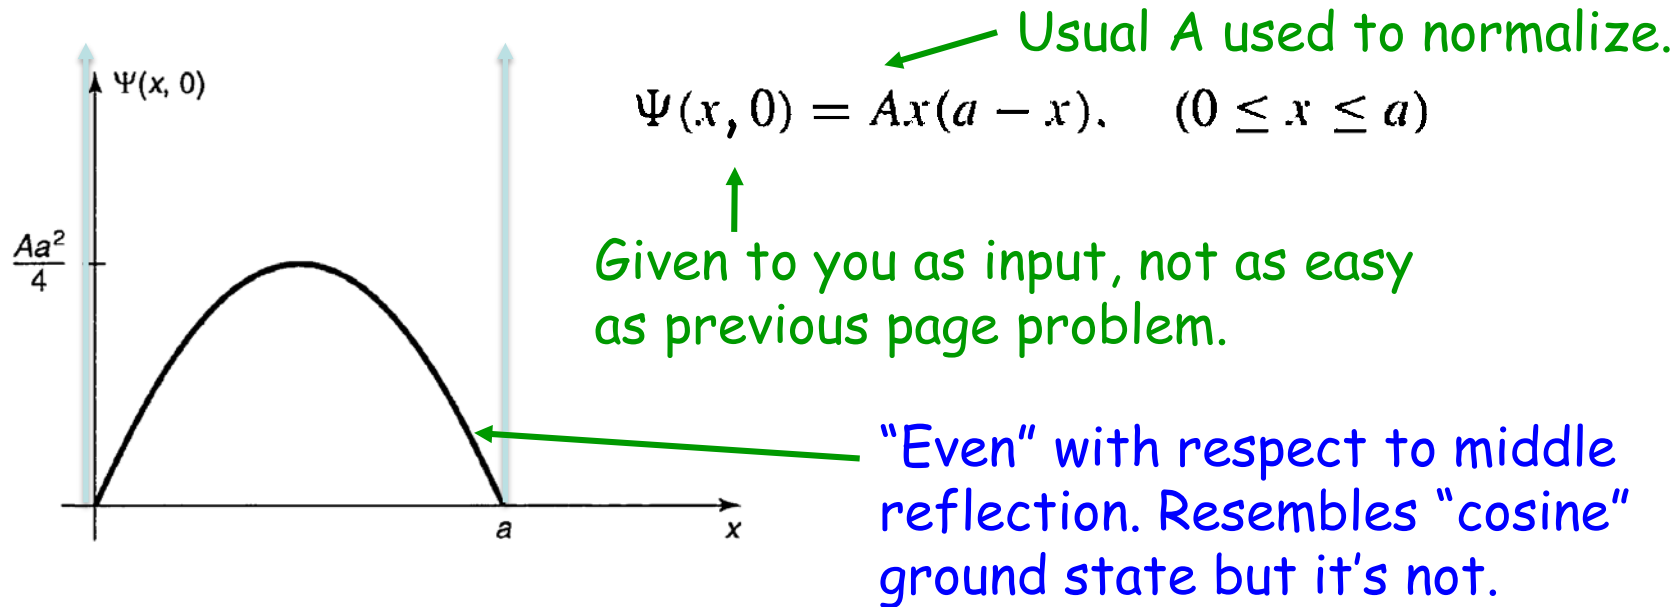 Usual A used to normalize.
Ψ(x, 0)
Ψ(x, 0) = Ax(a − x). (0 ≤ x ≤ a)
Aa²
4
Given to you as input, not as easy
as previous page problem.
“Even” with respect to middle
reflection. Resembles “cosine”
ground state but it’s not.
a
x